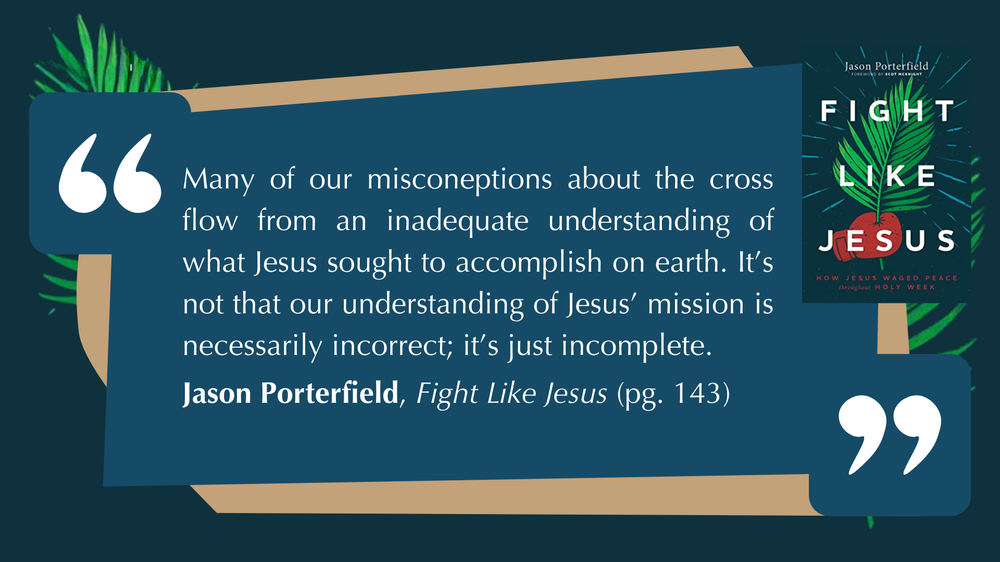 Many of our misconeptions about the cross
flow from an inadequate understanding of
what Jesus sought to accomplish on earth. It’s
not that our understanding of Jesus’ mission is
necessarily incorrect; it’s just incomplete.
Jason Porterfield, Fight Like Jesus (pg. 143)
Jason Porterfield
FOREWORD BY SCOT MCKNIGHT
FIGHT
LIKE
JESUS
HOW JESUS WAGED PEACE
throughout HOLY WEEK